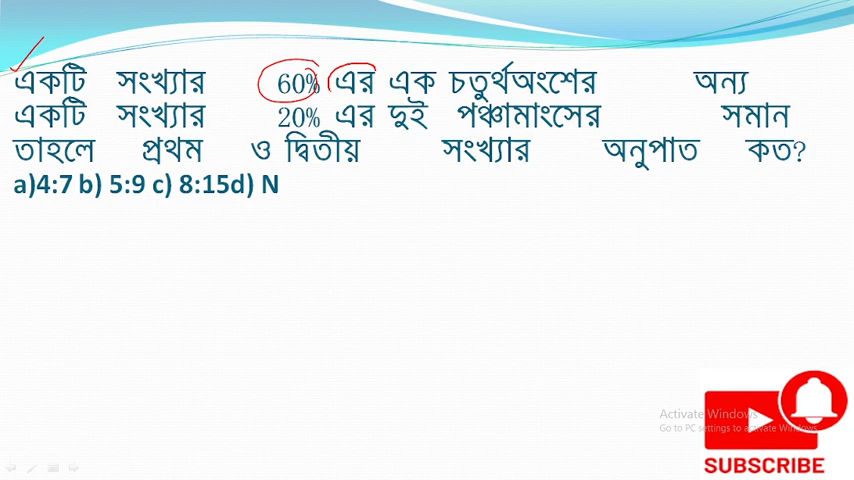 একটি সংখ্যার 60% এর এক চতুর্থঅংশের অন্য
একটি সংখ্যার 20% এর দুই পঞ্চামাংসের সমান
তাহলে প্রথম ও দ্বিতীয় সংখ্যার অনুপাত কত?
a)4:7 b) 5:9 c) 8:15d) N
Activate Windows
Go to PC settings to activate Windows.
SUBSCRIBE